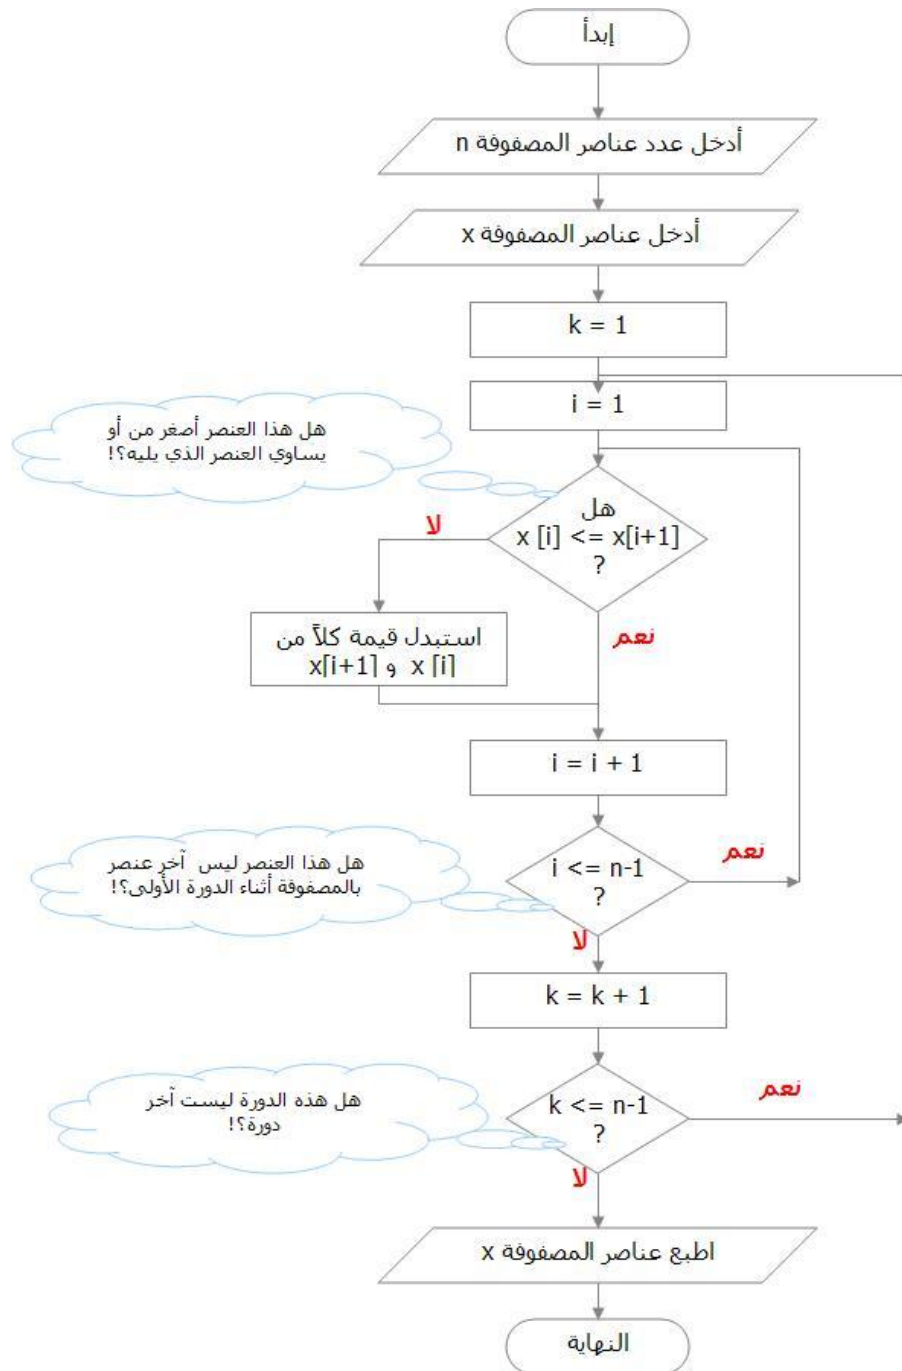 إبدأ
أدخل عدد عناصر المصفوفة n
أدخل عناصر المصفوفة x
k = 1
i = 1
هل هذا العنصر أصغر من أو
يساوي العنصر الذي يليه؟!
هل
x [i] <= x[i+1]
?
لا
نعم
استبدل قيمة كلاً من
x [i] و x[i+1]
i = i + 1
هل هذا العنصر ليس آخر عنصر
بالمصفوفة أثناء الدورة الأولى؟!
i <= n-1
?
نعم
لا
k = k + 1
هل هذه الدورة ليست آخر
دورة؟!
k <= n-1
?
نعم
لا
اطبع عناصر المصفوفة x
النهاية